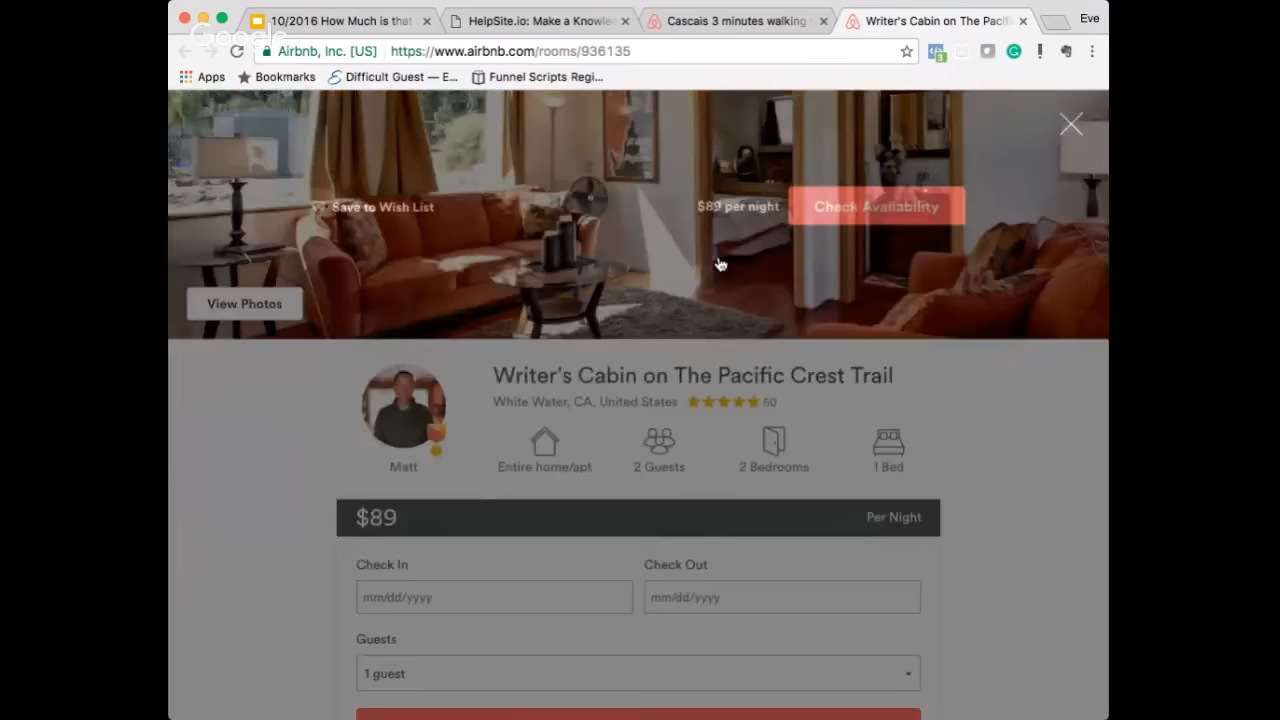 10/2016 How Much is that
HelpSite.io: Make a Knowle
Cascais 3 minutes walking
Writer's Cabin on The Pacifi
Eve
Google
Airbnb, Inc. [US]
https://www.airbnb.com/rooms/936135
3
Apps
Bookmarks
Difficult Guest — E...
Funnel Scripts Regi...
Save to Wish List
$89 per night
Check Availability
View Photos
Writer's Cabin on The Pacific Crest Trail
White Water, CA, United States 50
Matt
Entire home/apt
2 Guests
2 Bedrooms
1 Bed
$89
Per Night
Check In
Check Out
mm/dd/yyyy
mm/dd/yyyy
Guests
1 guest